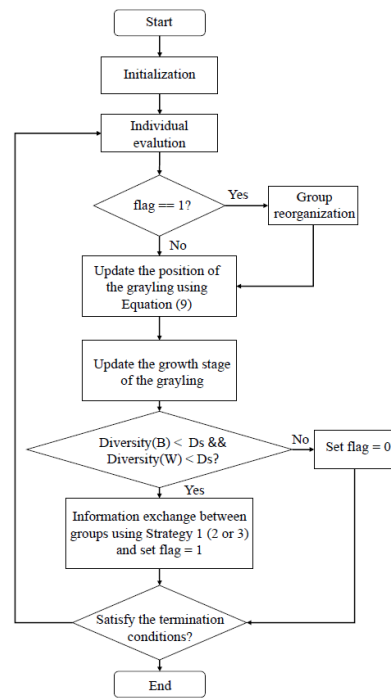 Start
Initialization
Individual
evalution
flag == 1?
Yes
Group
reorganization
No
Update the position of
the grayling using
Equation (9)
Update the growth stage
of the grayling
Diversity(B) < Ds &&
Diversity(W) < Ds?
No
Set flag = 0
Yes
Information exchange between
groups using Strategy 1 (2 or 3)
and set flag = 1
Satisfy the termination
conditions?
End